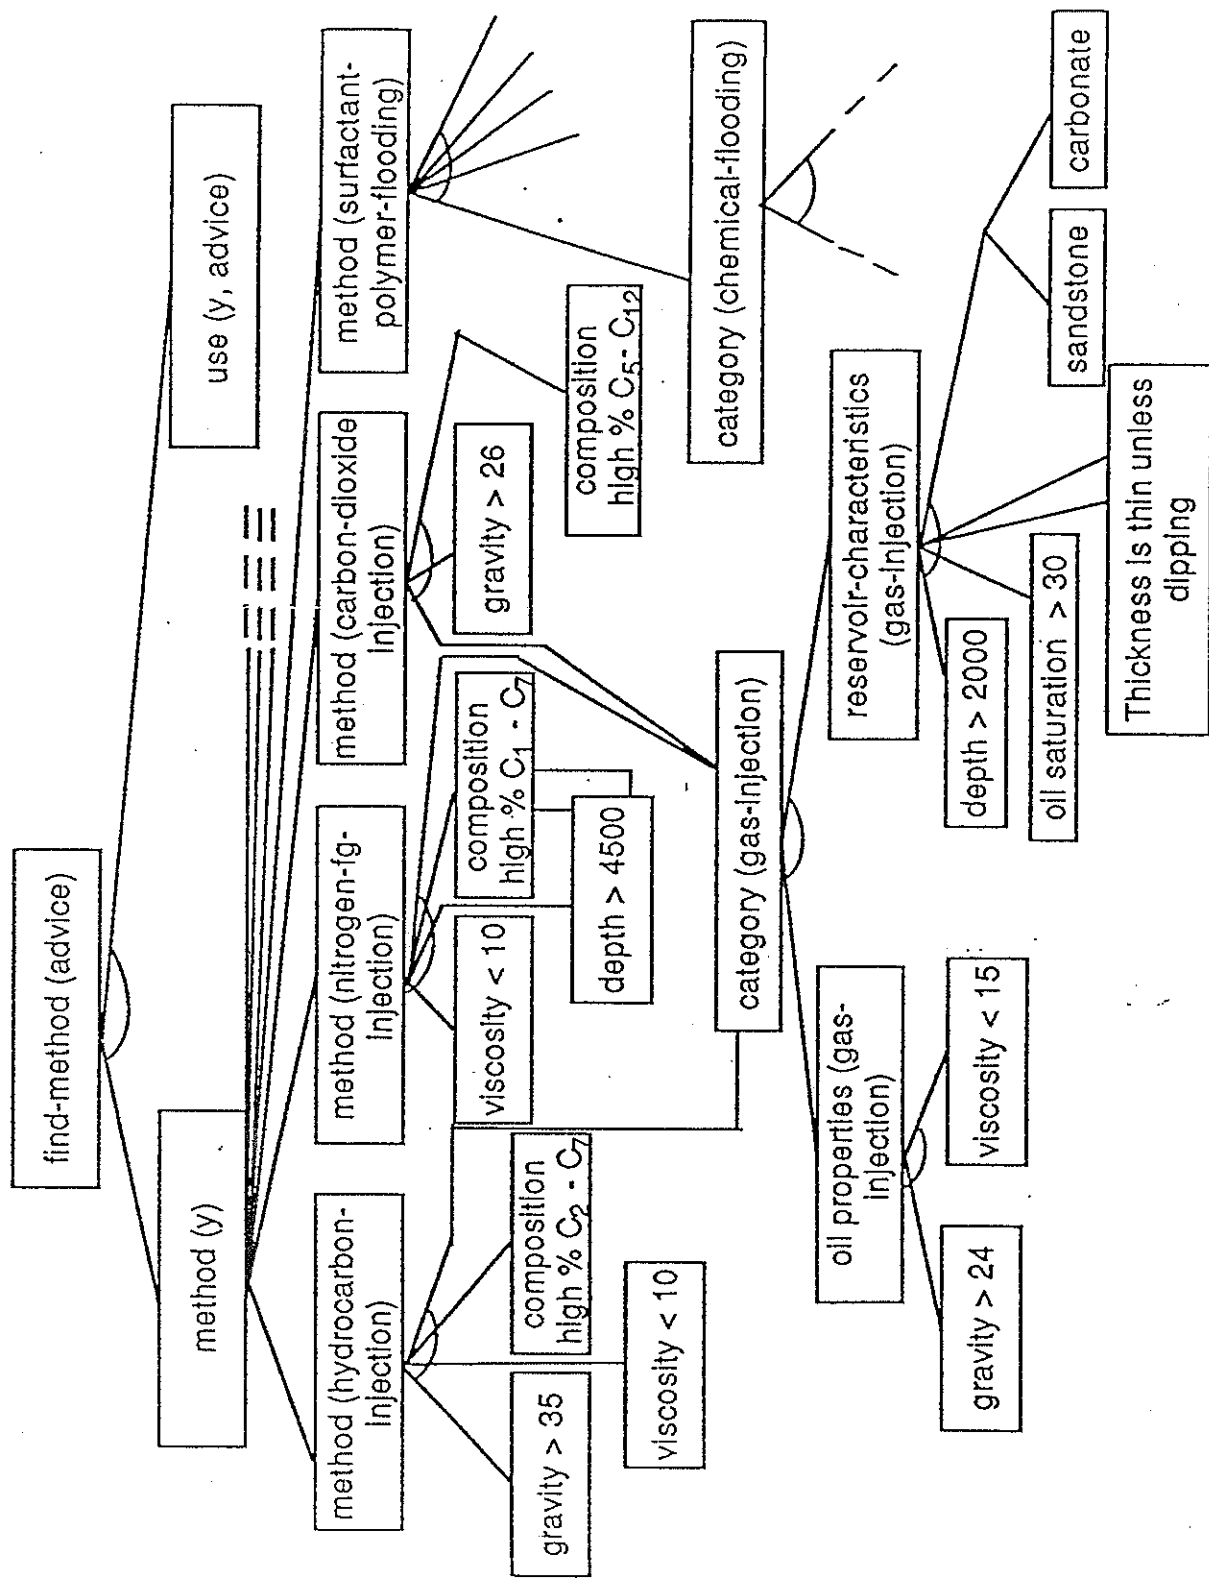 find-method (advice)
method (y)
use (y, advice)
method (hydrocarbon-
Injection)
method (nitrogen-fg-
Injection)
method (carbon-dioxide
Injection)
method (surfactant-
polymer-flooding)
gravity > 35
composition
high % C₂ - C₇
viscosity < 10
viscosity < 10
composition
high % C₁ - C₇
depth > 4500
gravity > 26
composition
high % C₅- C₁₂
category (gas-Injection)
category (chemical-flooding)
oil properties (gas-
injection)
reservoir-characteristics
(gas-Injection)
gravity > 24
viscosity < 15
depth > 2000
oil saturation > 30
Thickness is thin unless
dipping
sandstone
carbonate